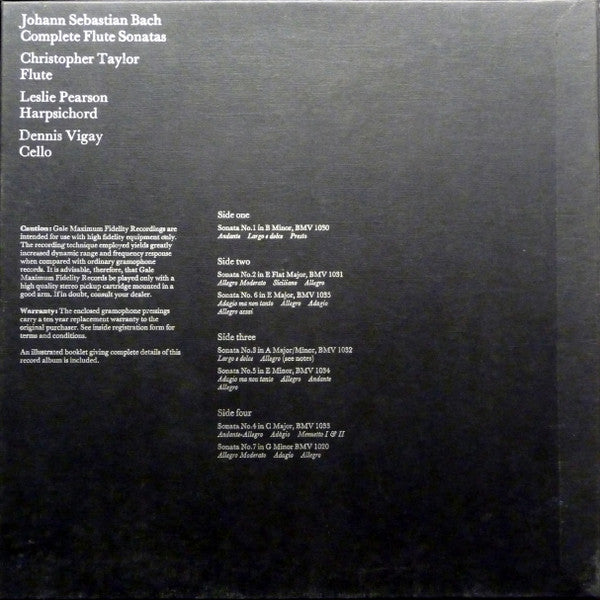 Johann Sebastian Bach
Complete Flute Sonatas
Christopher Taylor
Flute
Leslie Pearson
Harpsichord
Dennis Vigay
Cello
Caution: Gale Maximum Fidelity Recordings are
intended for use with high fidelity equipment only.
The recording technique employed yields greatly
increased dynamic range and frequency response
when compared with ordinary gramophone
records. It is advisable, therefore, that Gale
Maximum Fidelity Records be played only with a
high quality stereo pickup cartridge mounted in a
good arm. If in doubt, consult your dealer.
Warranty: The enclosed gramophone pressings
carry a ten year replacement warranty to the
original purchaser. See inside registration form for
terms and conditions.
An illustrated booklet giving complete details of this
record album is included.
Side one
Sonata No.1 in B Minor, BMV 1030
Andante Largo e dolce Presto
Side two
Sonata No.2 in E Flat Major, BMV 1031
Allegro Moderato Siciliano Allegro
Sonata No. 6 in E Major, BMV 1035
Adagio ma non tanto Allegro Adagio
Allegro assai
Side three
Sonata No.3 in A Major/Minor, BMV 1032
Largo e dolce Allegro (see notes)
Sonata No.5 in E Minor, BMV 1034
Adagio ma non tanto Allegro Andante
Allegro
Side four
Sonata No.4 in C Major, BMV 1033
Andante-Allegro Adagio Mennetto I & II
Sonata No.7 in G Minor BMV 1020
Allegro Moderato Adagio Allegro